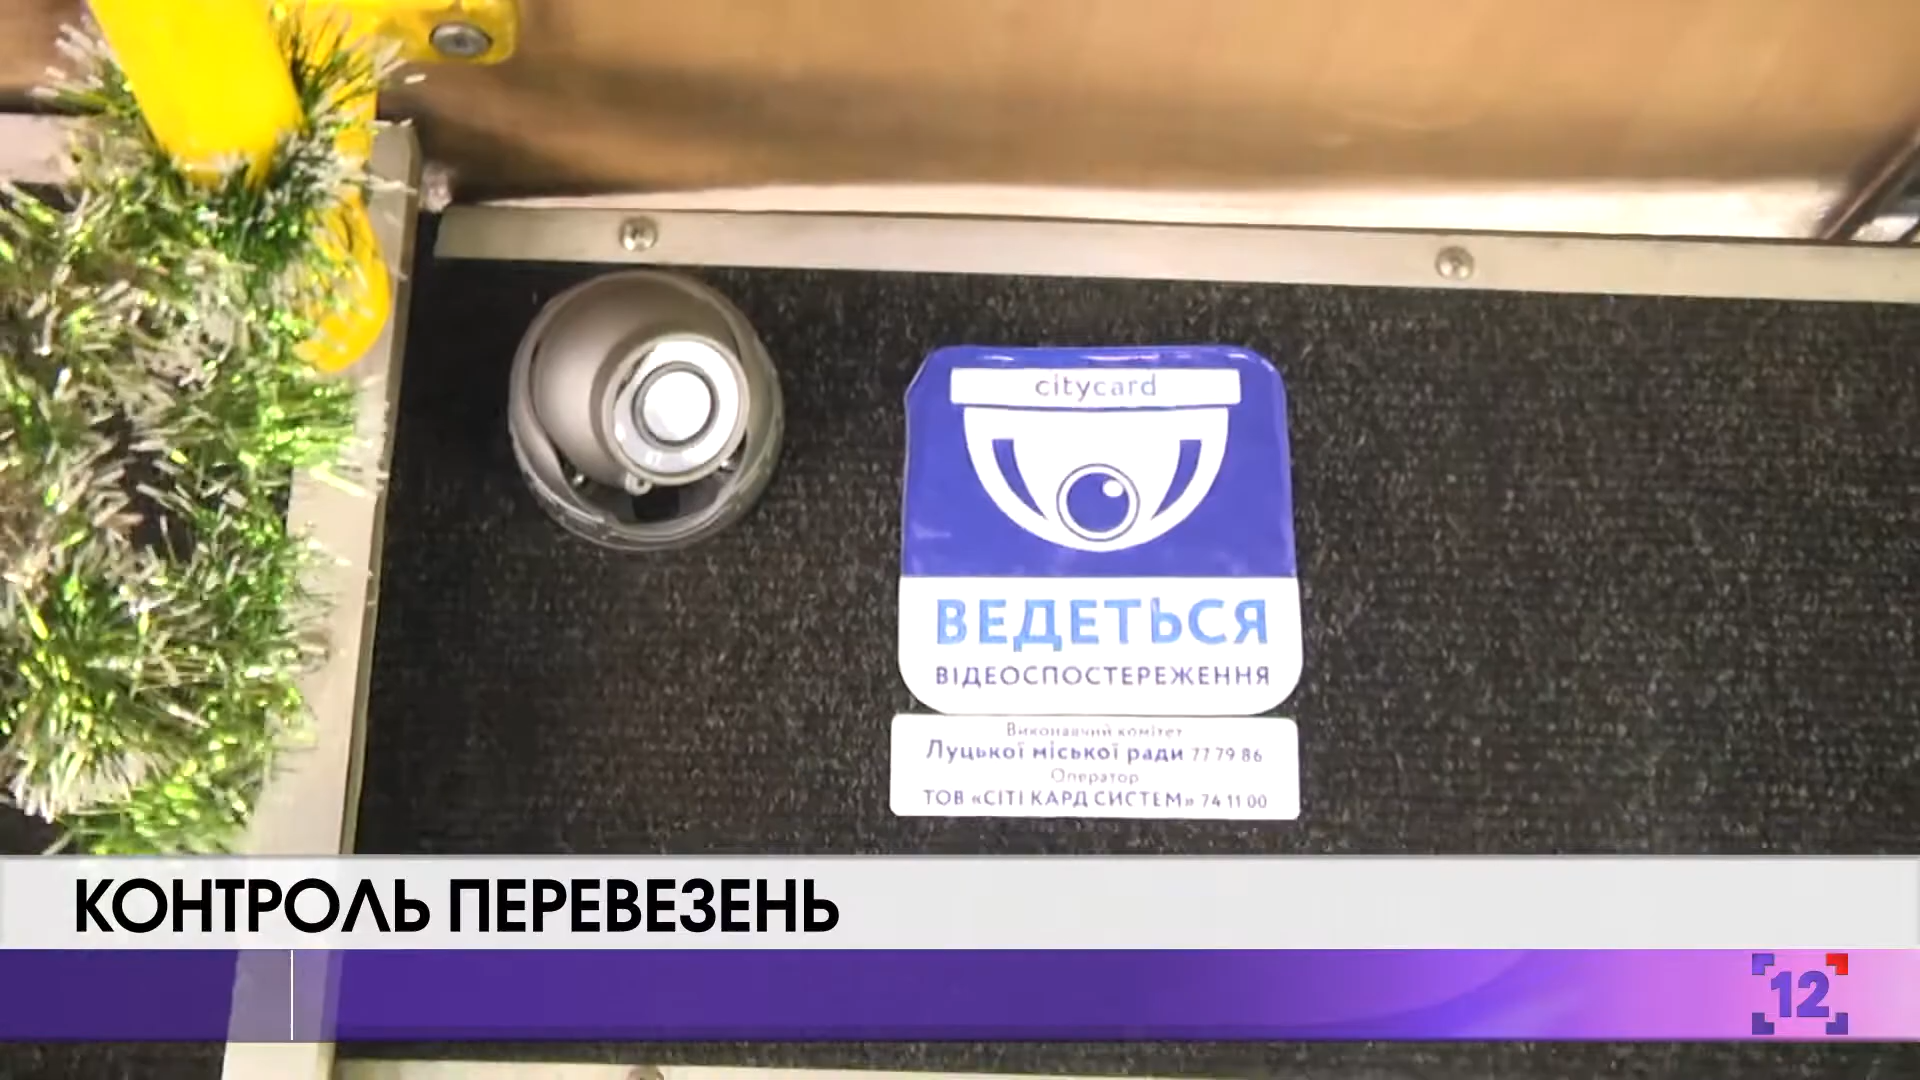 citycard
ВЕДЕТЬСЯ
ВІДЕОСПОСТЕРЕЖЕННЯ
Виконавчий комітет
Луцької міської ради 77 79 86
Оператор
ТОВ «СІТІ КАРД СИСТЕМ» 74 11 00
КОНТРОЛЬ ПЕРЕВЕЗЕНЬ
12